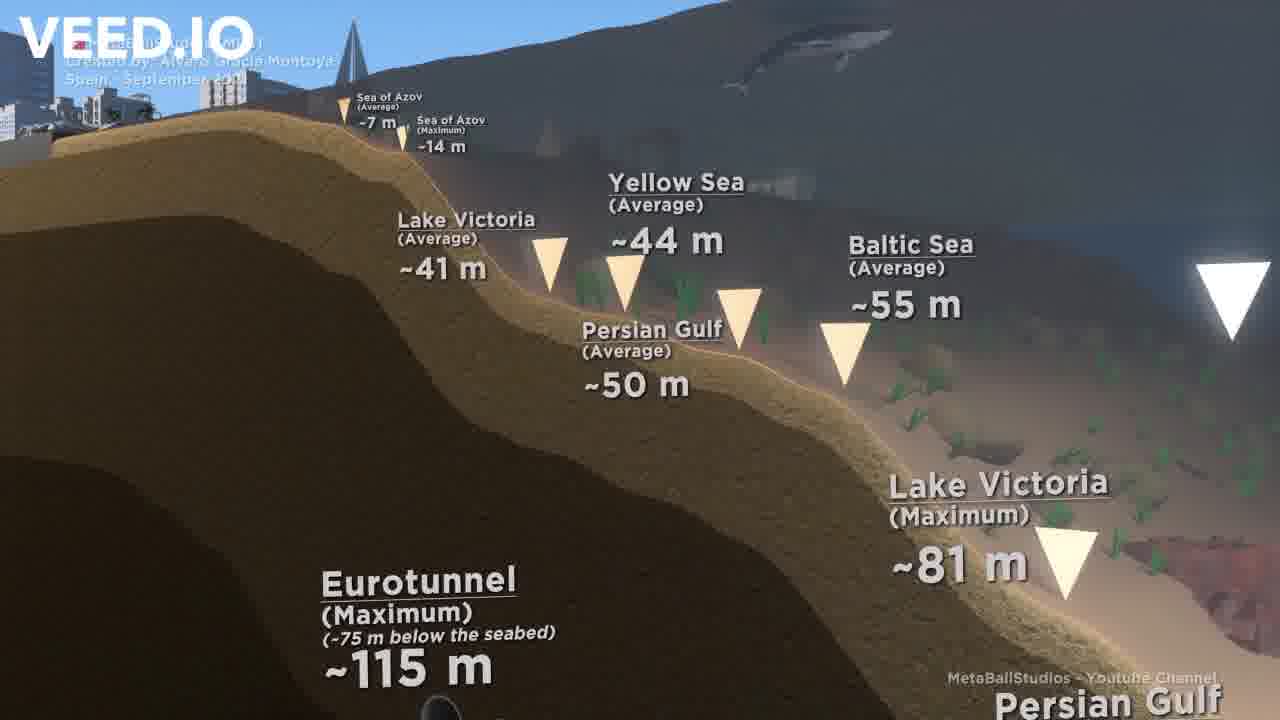 VEED.IO
Created by: Alvaro Gracia Montoya
Spain - September
Sea of Azov
(Average)
~7 m
Sea of Azov
(Maximum)
~14 m
Yellow Sea
(Average)
~44 m
Lake Victoria
(Average)
~41 m
Baltic Sea
(Average)
~55 m
Persian Gulf
(Average)
~50 m
Lake Victoria
(Maximum)
~81 m
Eurotunnel
(Maximum)
(~75 m below the seabed)
~115 m
MetaBallStudios - Youtube Channel
Persian Gulf